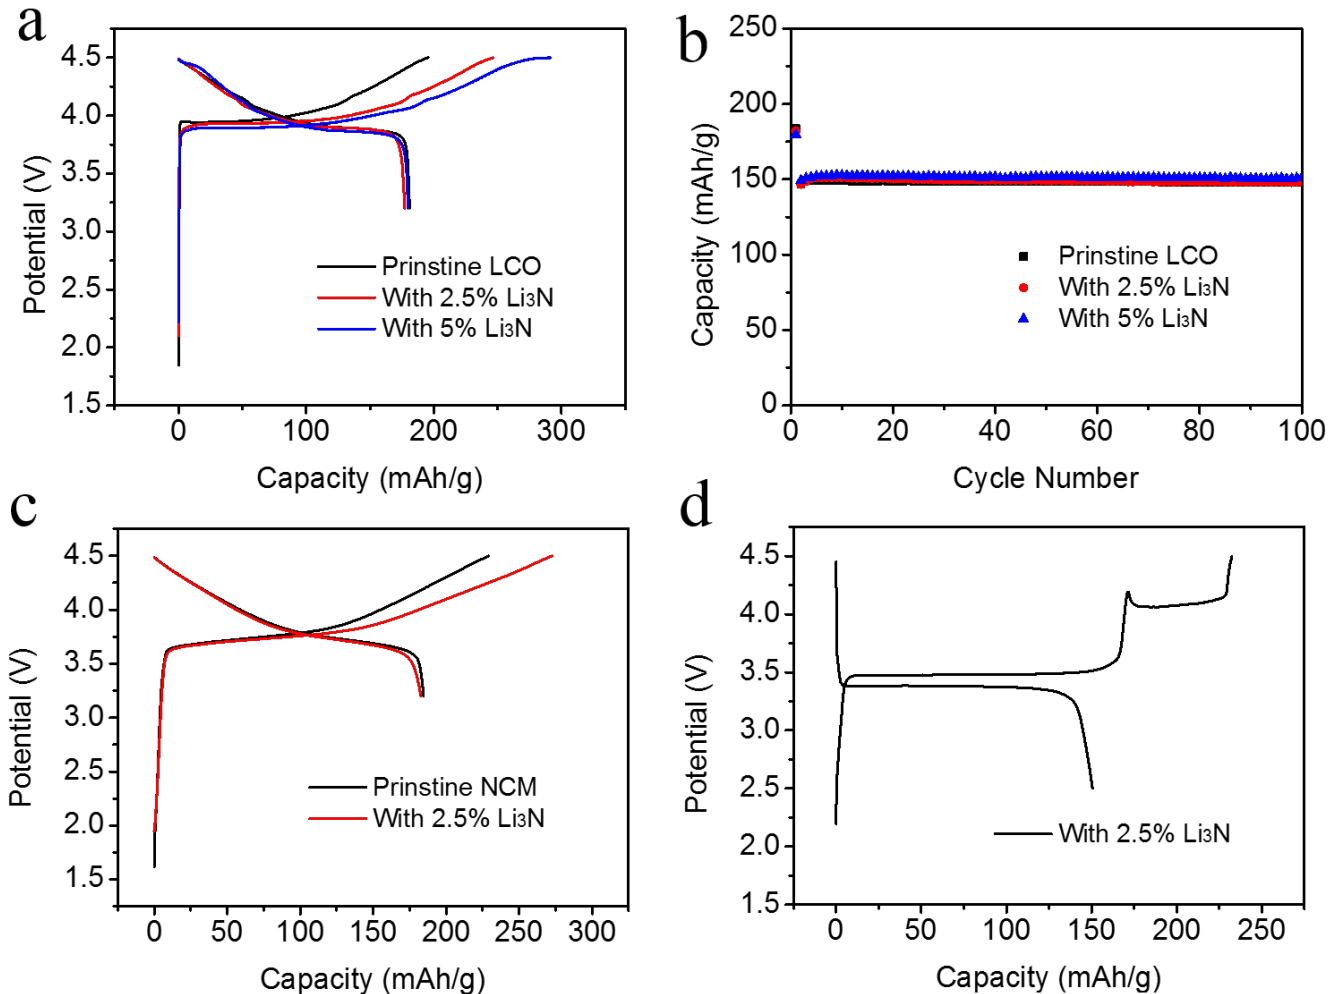 a
4.5
4.0
3.5
3.0
2.5
2.0
1.5
Potential (V)
Prinstine LCO
With 2.5% Li₃N
With 5% Li₃N
0 100 200 300
Capacity (mAh/g)
b
250
200
150
100
50
0
Capacity (mAh/g)
Prinstine LCO
With 2.5% Li₃N
With 5% Li₃N
0 20 40 60 80 100
Cycle Number
c
4.5
4.0
3.5
3.0
2.5
2.0
1.5
Potential (V)
Prinstine NCM
With 2.5% Li₃N
0 50 100 150 200 250 300
Capacity (mAh/g)
d
4.5
4.0
3.5
3.0
2.5
2.0
1.5
Potential (V)
With 2.5% Li₃N
0 50 100 150 200 250
Capacity (mAh/g)